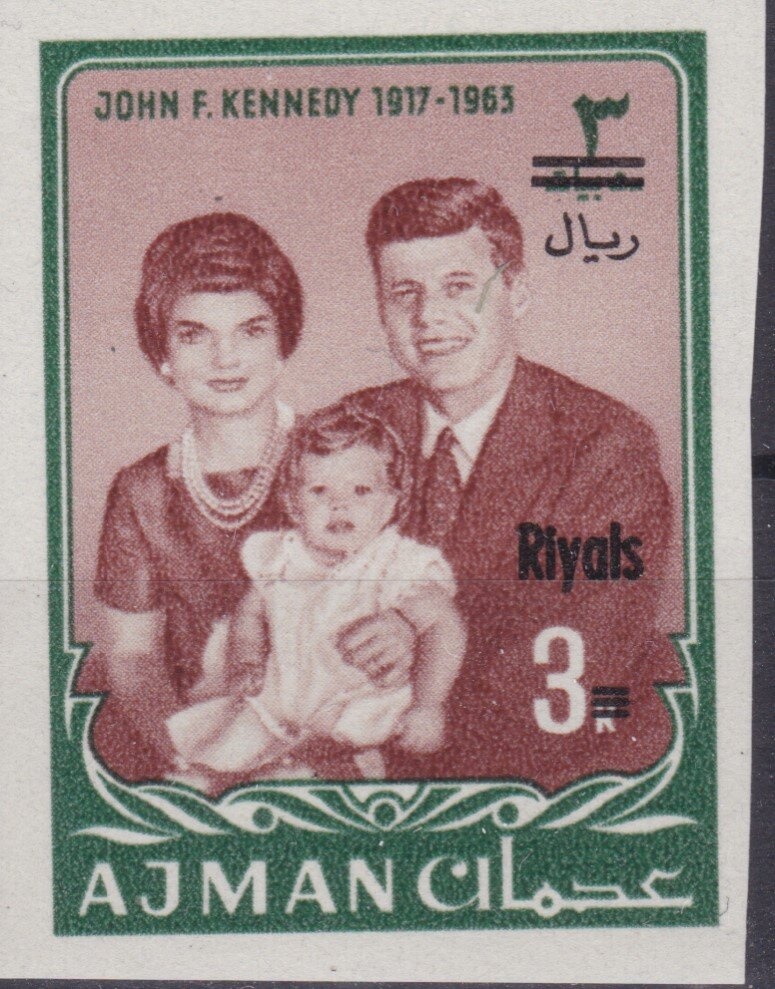 JOHN F. KENNEDY 1917-1963
٣
ريال
Riyals
3
AJMAN عجمان